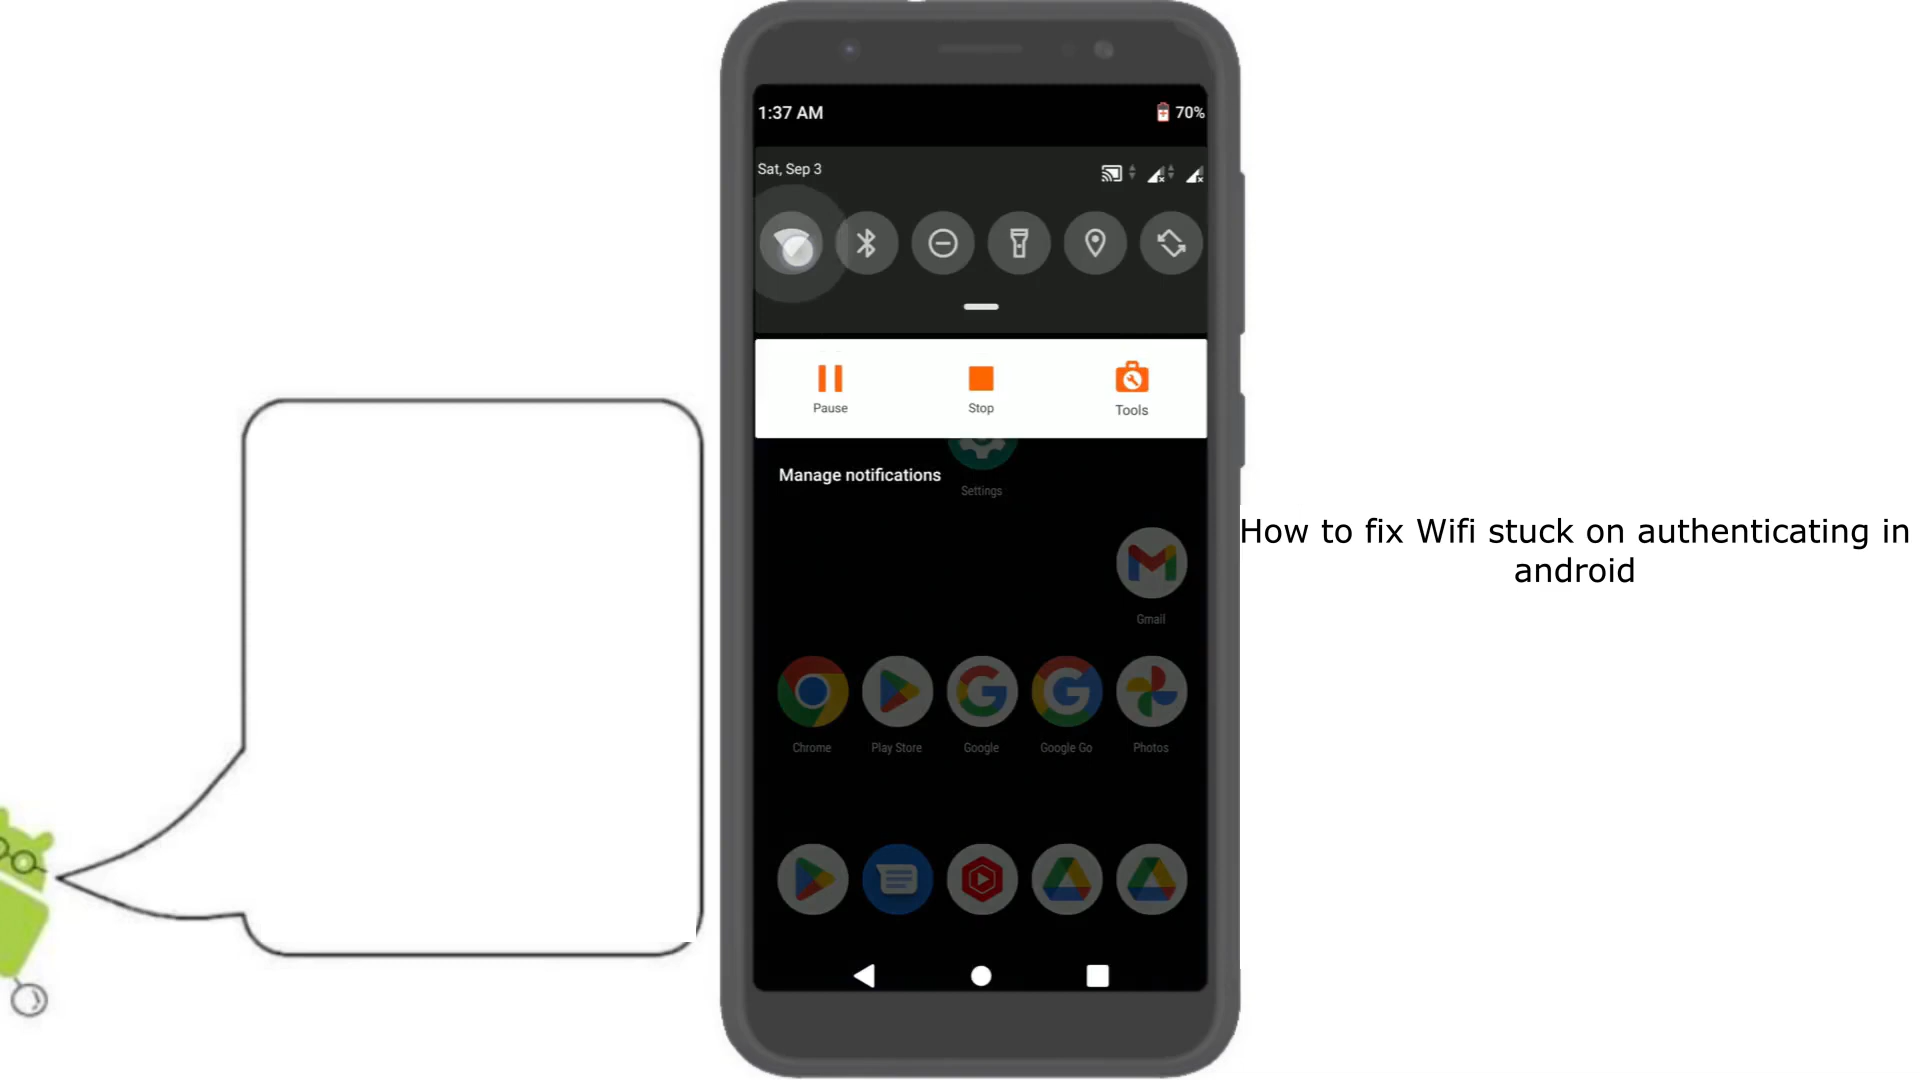 1:37 AM
70%
Sat, Sep 3
Pause
Stop
Tools
Manage notifications
Settings
How to fix Wifi stuck on authenticating in
android
Gmail
Chrome
Play Store
Google
Google Go
Photos